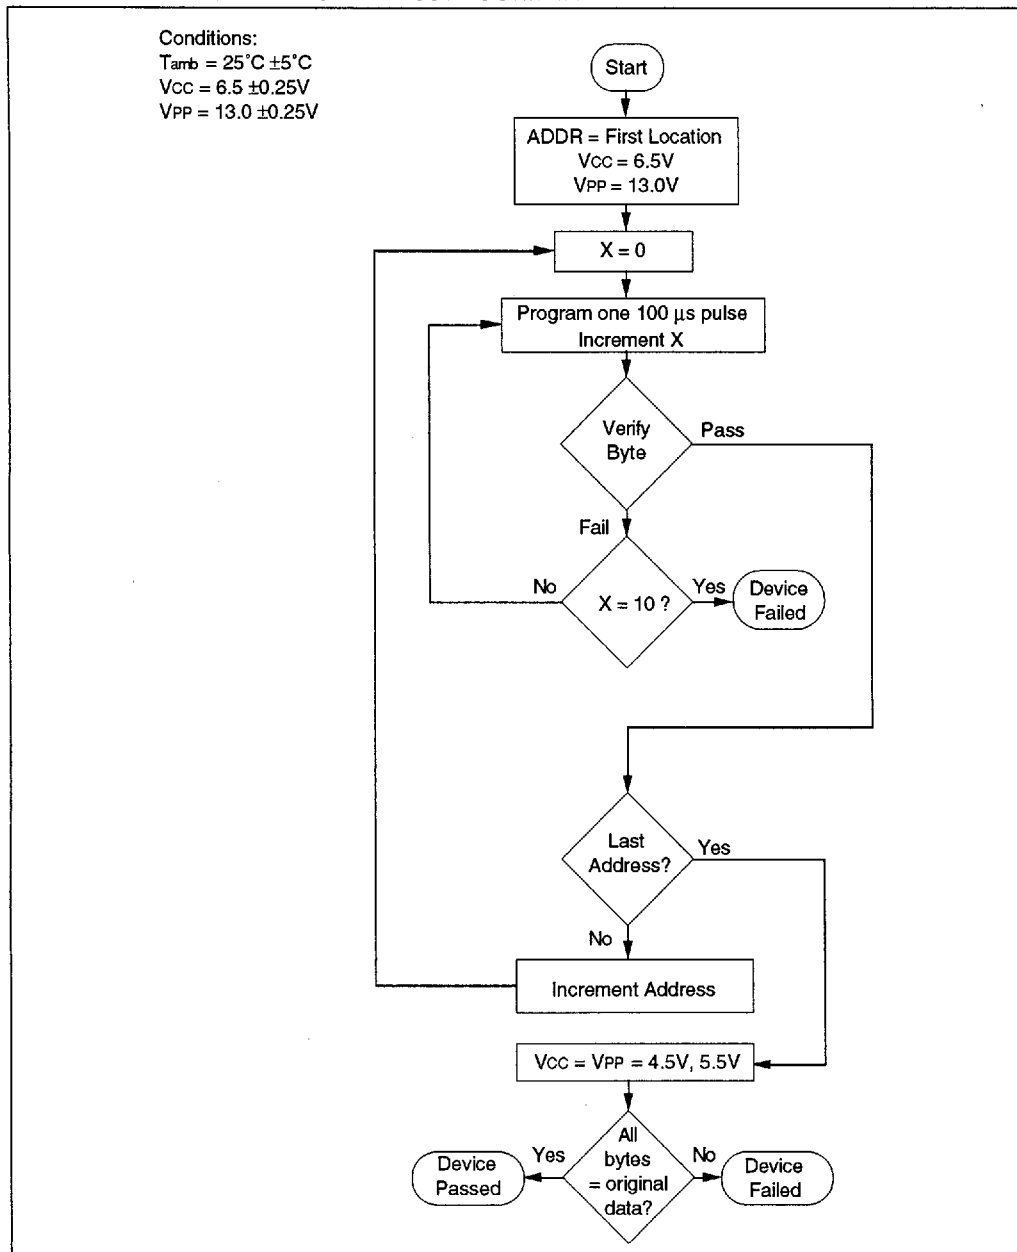 Conditions:
Tamb = 25°C ±5°C
VCC = 6.5 ±0.25V
VPP = 13.0 ±0.25V
Start
ADDR = First Location
VCC = 6.5V
VPP = 13.0V
X = 0
Program one 100 µs pulse
Increment X
Verify
Byte
Pass
Fail
No
X = 10 ?
Yes
Device
Failed
Last
Address?
Yes
No
Increment Address
VCC = VPP = 4.5V, 5.5V
Device
Passed
Yes
All
bytes
= original
data?
No
Device
Failed